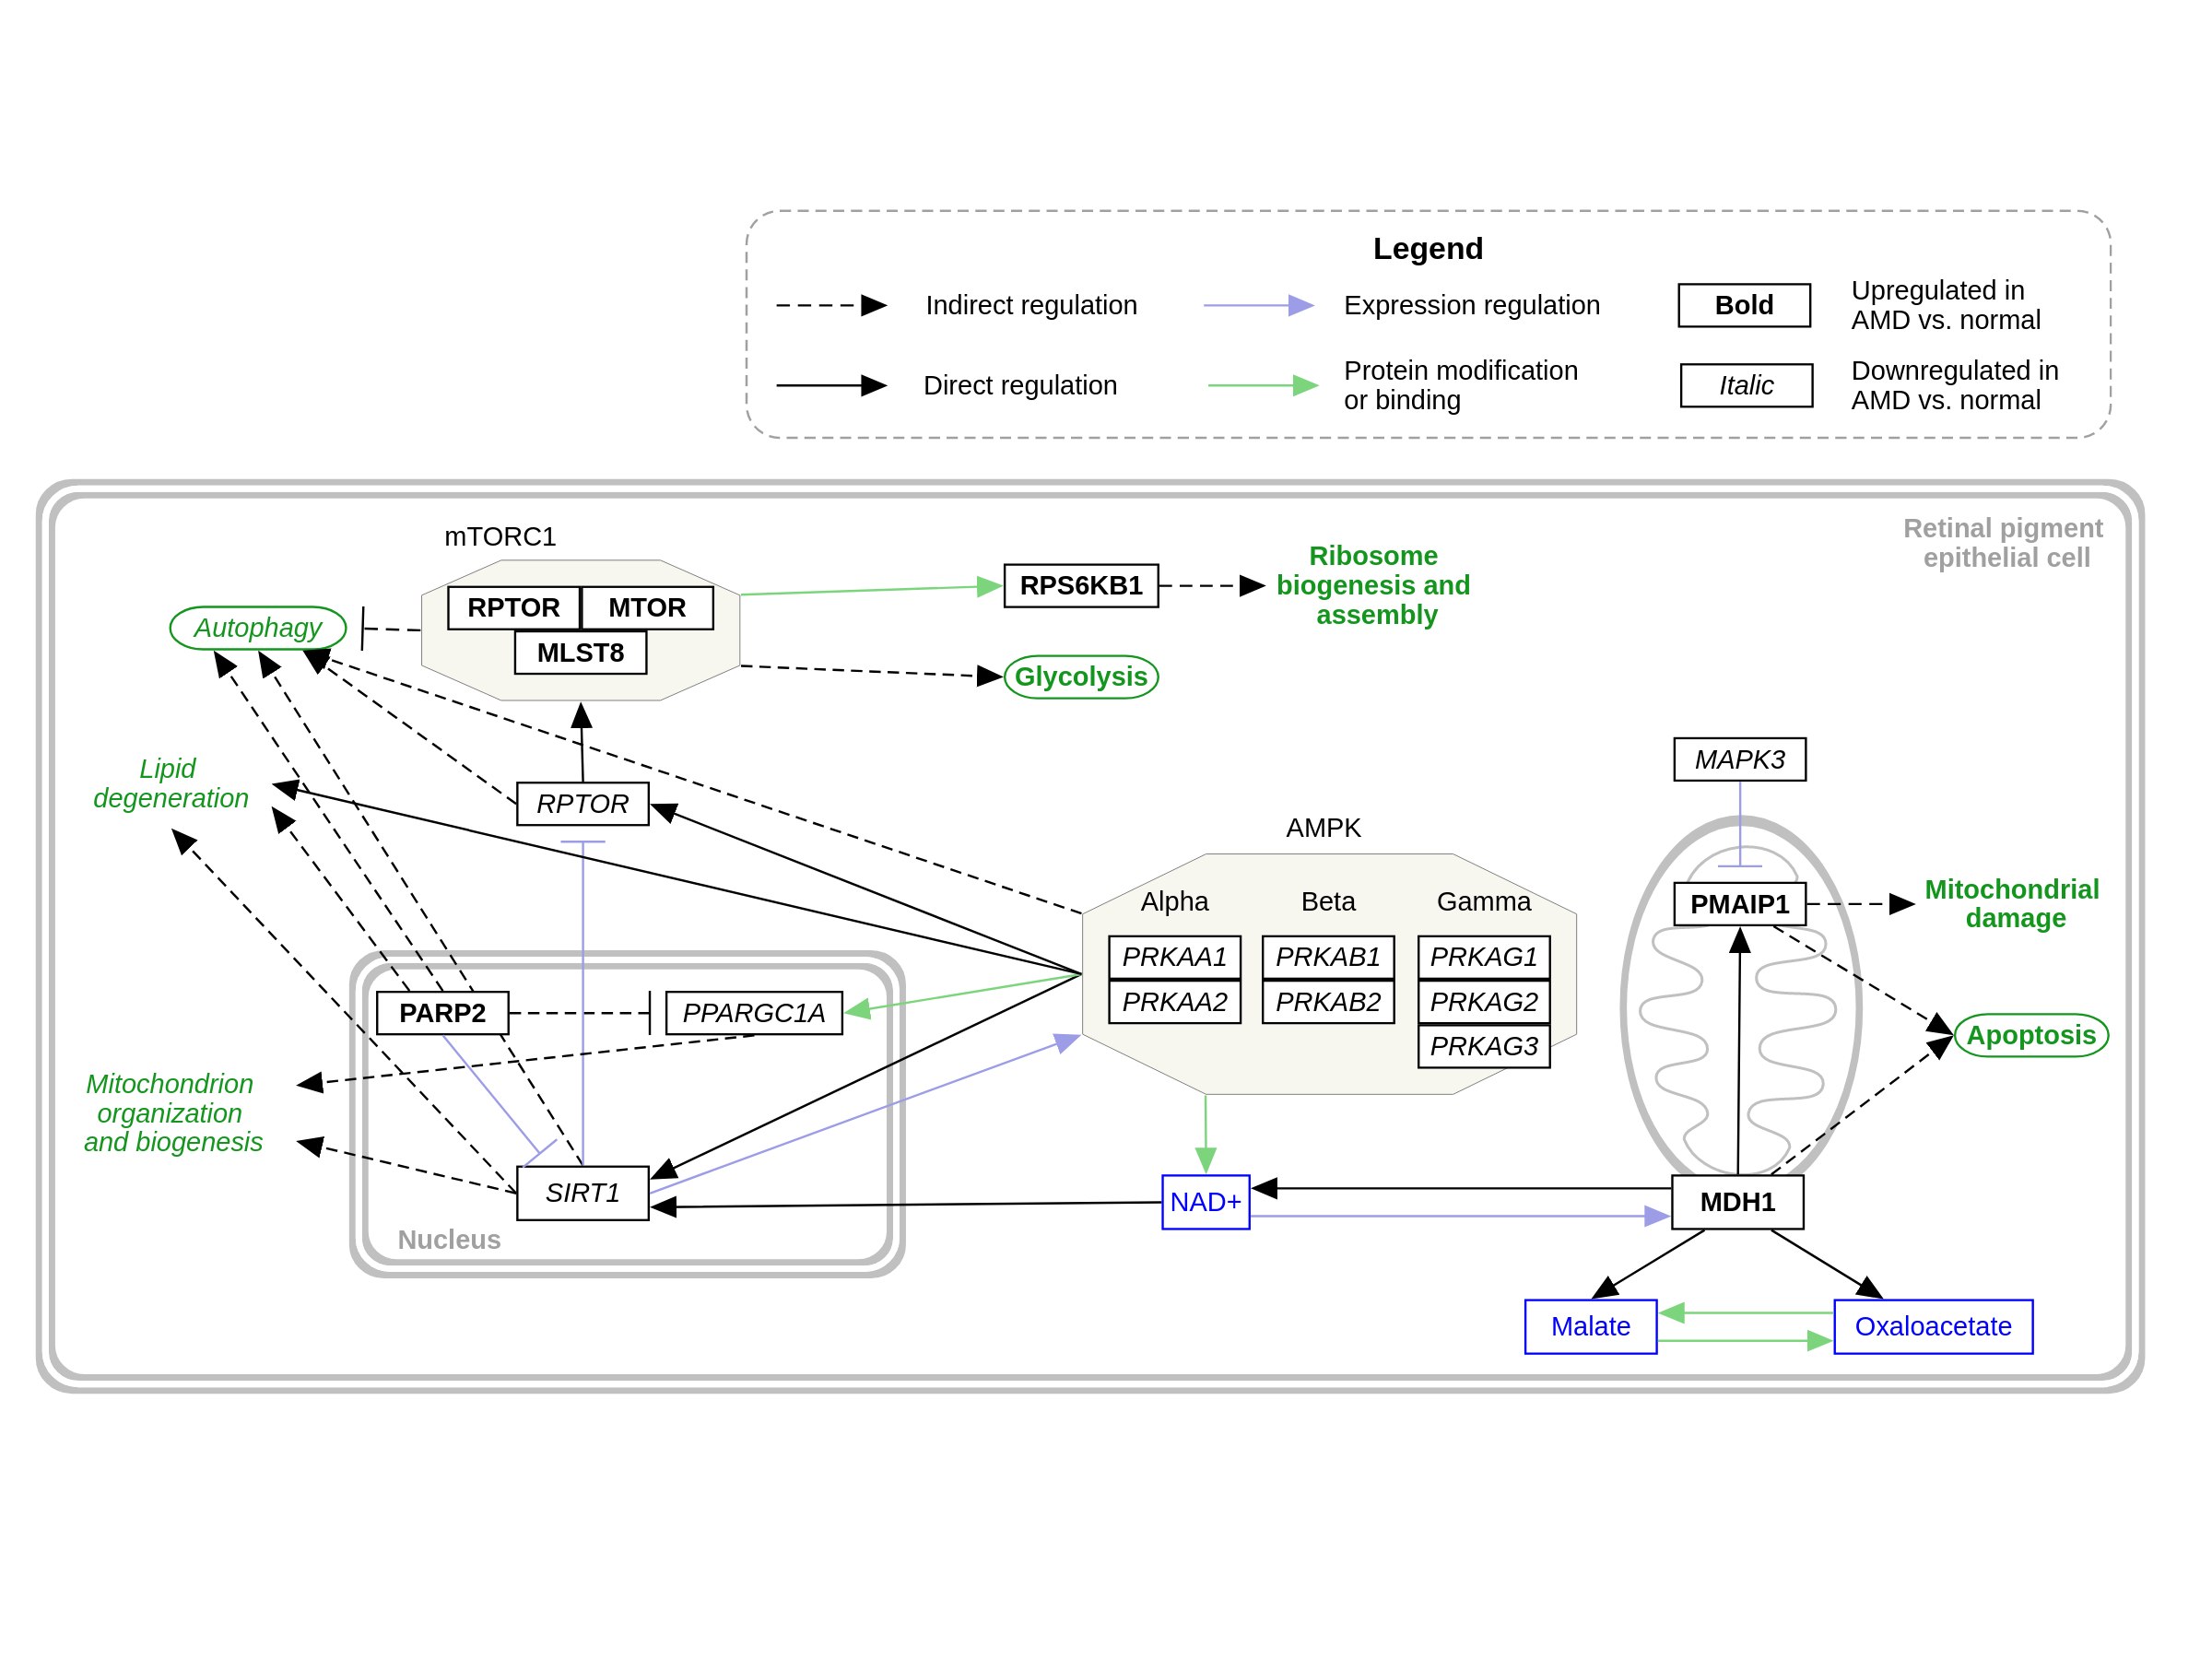 Legend
Indirect regulation
Expression regulation
Bold
Upregulated in
AMD vs. normal
Direct regulation
Protein modification
or binding
Italic
Downregulated in
AMD vs. normal
Retinal pigment
epithelial cell
mTORC1
RPTOR
MTOR
MLST8
RPS6KB1
Ribosome
biogenesis and
assembly
Autophagy
Glycolysis
Lipid
degeneration
RPTOR
MAPK3
AMPK
Alpha
Beta
Gamma
PRKAA1
PRKAB1
PRKAG1
PRKAA2
PRKAB2
PRKAG2
PRKAG3
PMAIP1
Mitochondrial
damage
PARP2
PPARGC1A
Apoptosis
Mitochondrion
organization
and biogenesis
SIRT1
Nucleus
NAD+
MDH1
Malate
Oxaloacetate